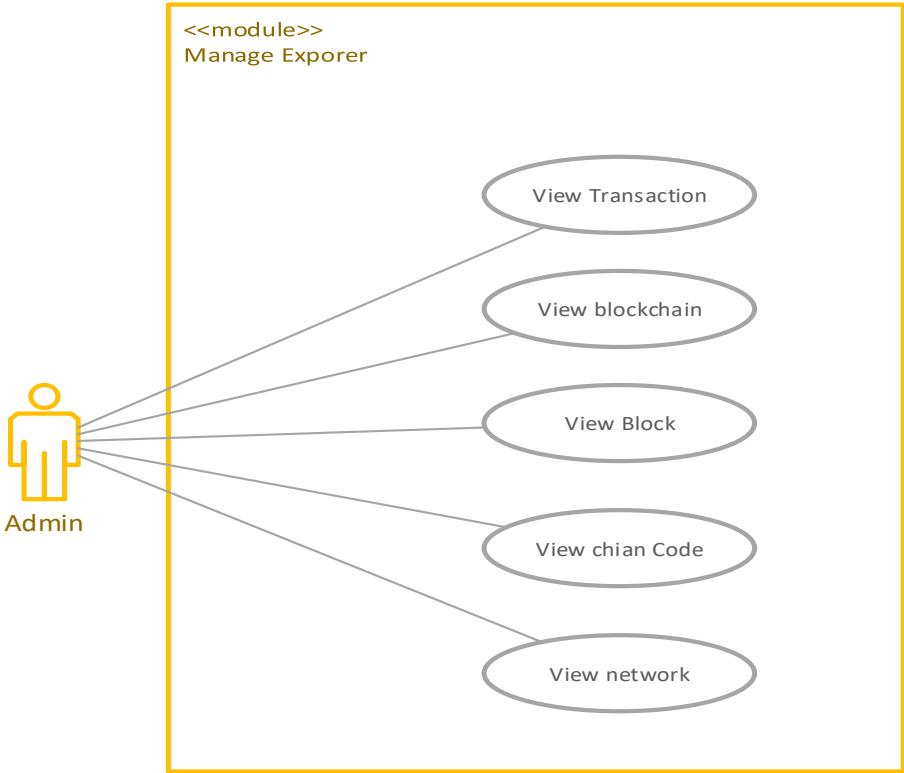 <<module>>
Manage Exporer
View Transaction
View blockchain
View Block
Admin
View chian Code
View network